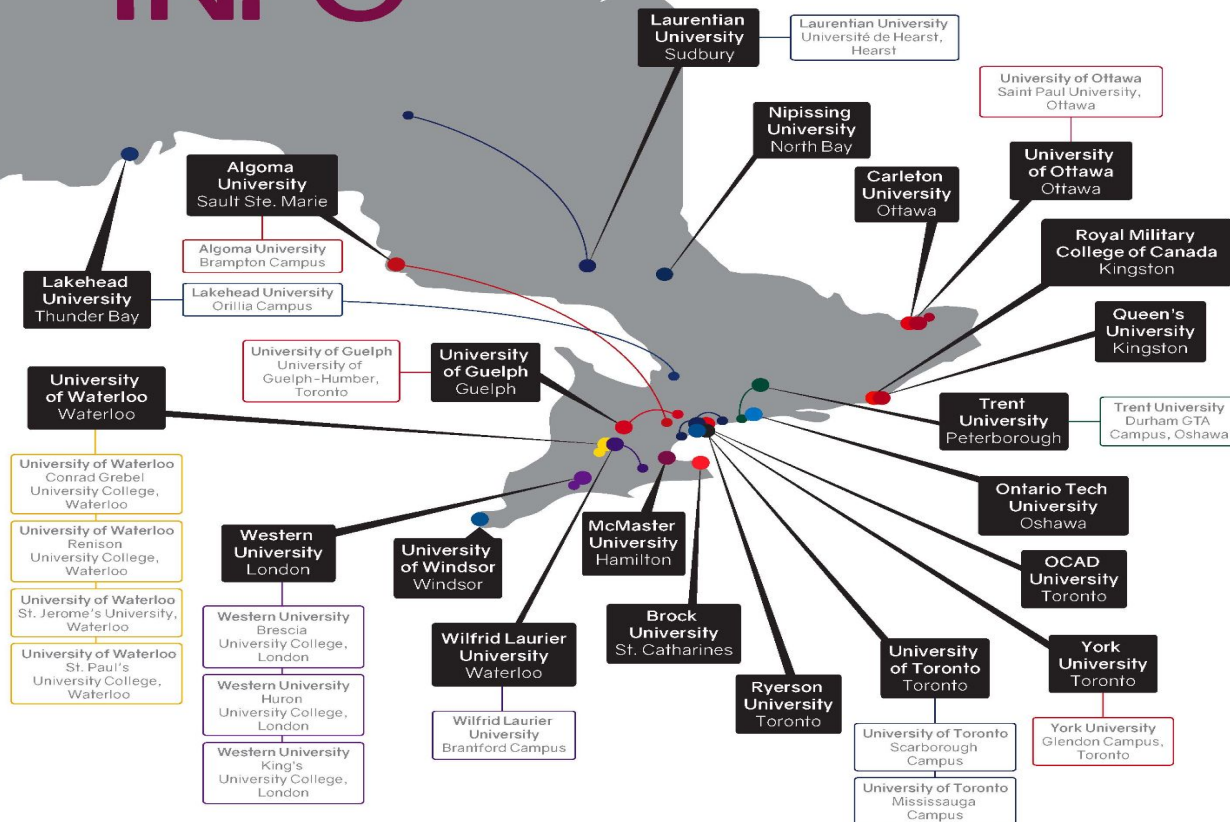 INFO
Laurentian
University
Sudbury
Laurentian University
Université de Hearst,
Hearst
University of Ottawa
Saint Paul University,
Ottawa
Nipissing
University
North Bay
University
of Ottawa
Ottawa
Algoma
University
Sault Ste. Marie
Carleton
University
Ottawa
Algoma University
Brampton Campus
Royal Military
College of Canada
Kingston
Lakehead
University
Thunder Bay
Lakehead University
Orillia Campus
Queen's
University
Kingston
University of Guelph
University of
Guelph-Humber,
Toronto
University
of Guelph
Guelph
University
of Waterloo
Waterloo
Trent
University
Peterborough
Trent University
Durham GTA
Campus, Oshawa
University of Waterloo
Conrad Grebel
University College,
Waterloo
University of Waterloo
Renison
University College,
Waterloo
University of Waterloo
St. Jerome's University,
Waterloo
University of Waterloo
St. Paul's
University College,
Waterloo
Western
University
London
Western University
Brescia
University College,
London
Western University
Huron
University College,
London
Western University
King's
University College,
London
University
of Windsor
Windsor
McMaster
University
Hamilton
Ontario Tech
University
Oshawa
OCAD
University
Toronto
Wilfrid Laurier
University
Waterloo
Wilfrid Laurier
University
Brantford Campus
Brock
University
St. Catharines
Ryerson
University
Toronto
University
of Toronto
Toronto
University of Toronto
Scarborough
Campus
University of Toronto
Mississauga
Campus
York
University
Toronto
York University
Glendon Campus,
Toronto